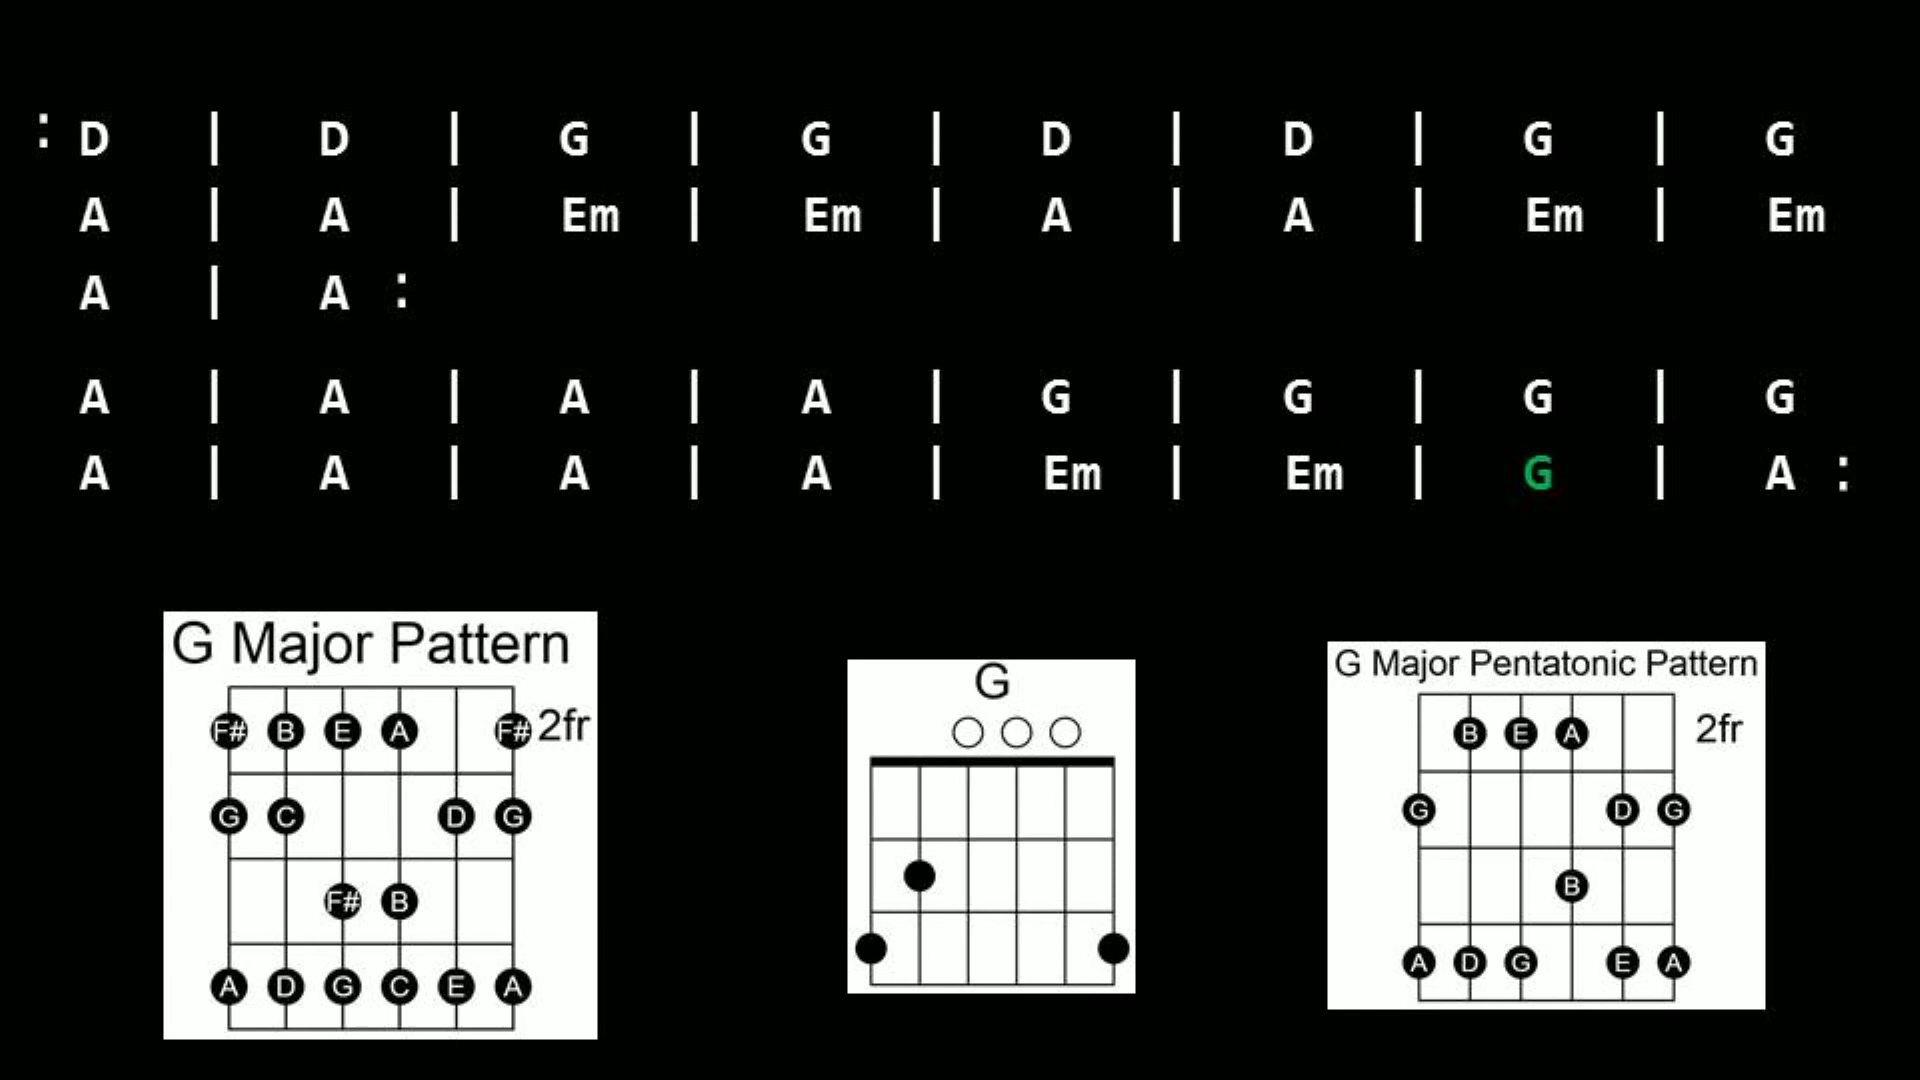 : D | D | G | G | D | D | G | G
A | A | Em | Em | A | A | Em | Em
A | A :
A | A | A | A | G | G | G | G
A | A | A | A | Em | Em | G | A :
G Major Pattern
F# B E A F# 2fr
G C D G
F# B
A D G C E A
G
G Major Pentatonic Pattern
B E A 2fr
G D G
B
A D G E A